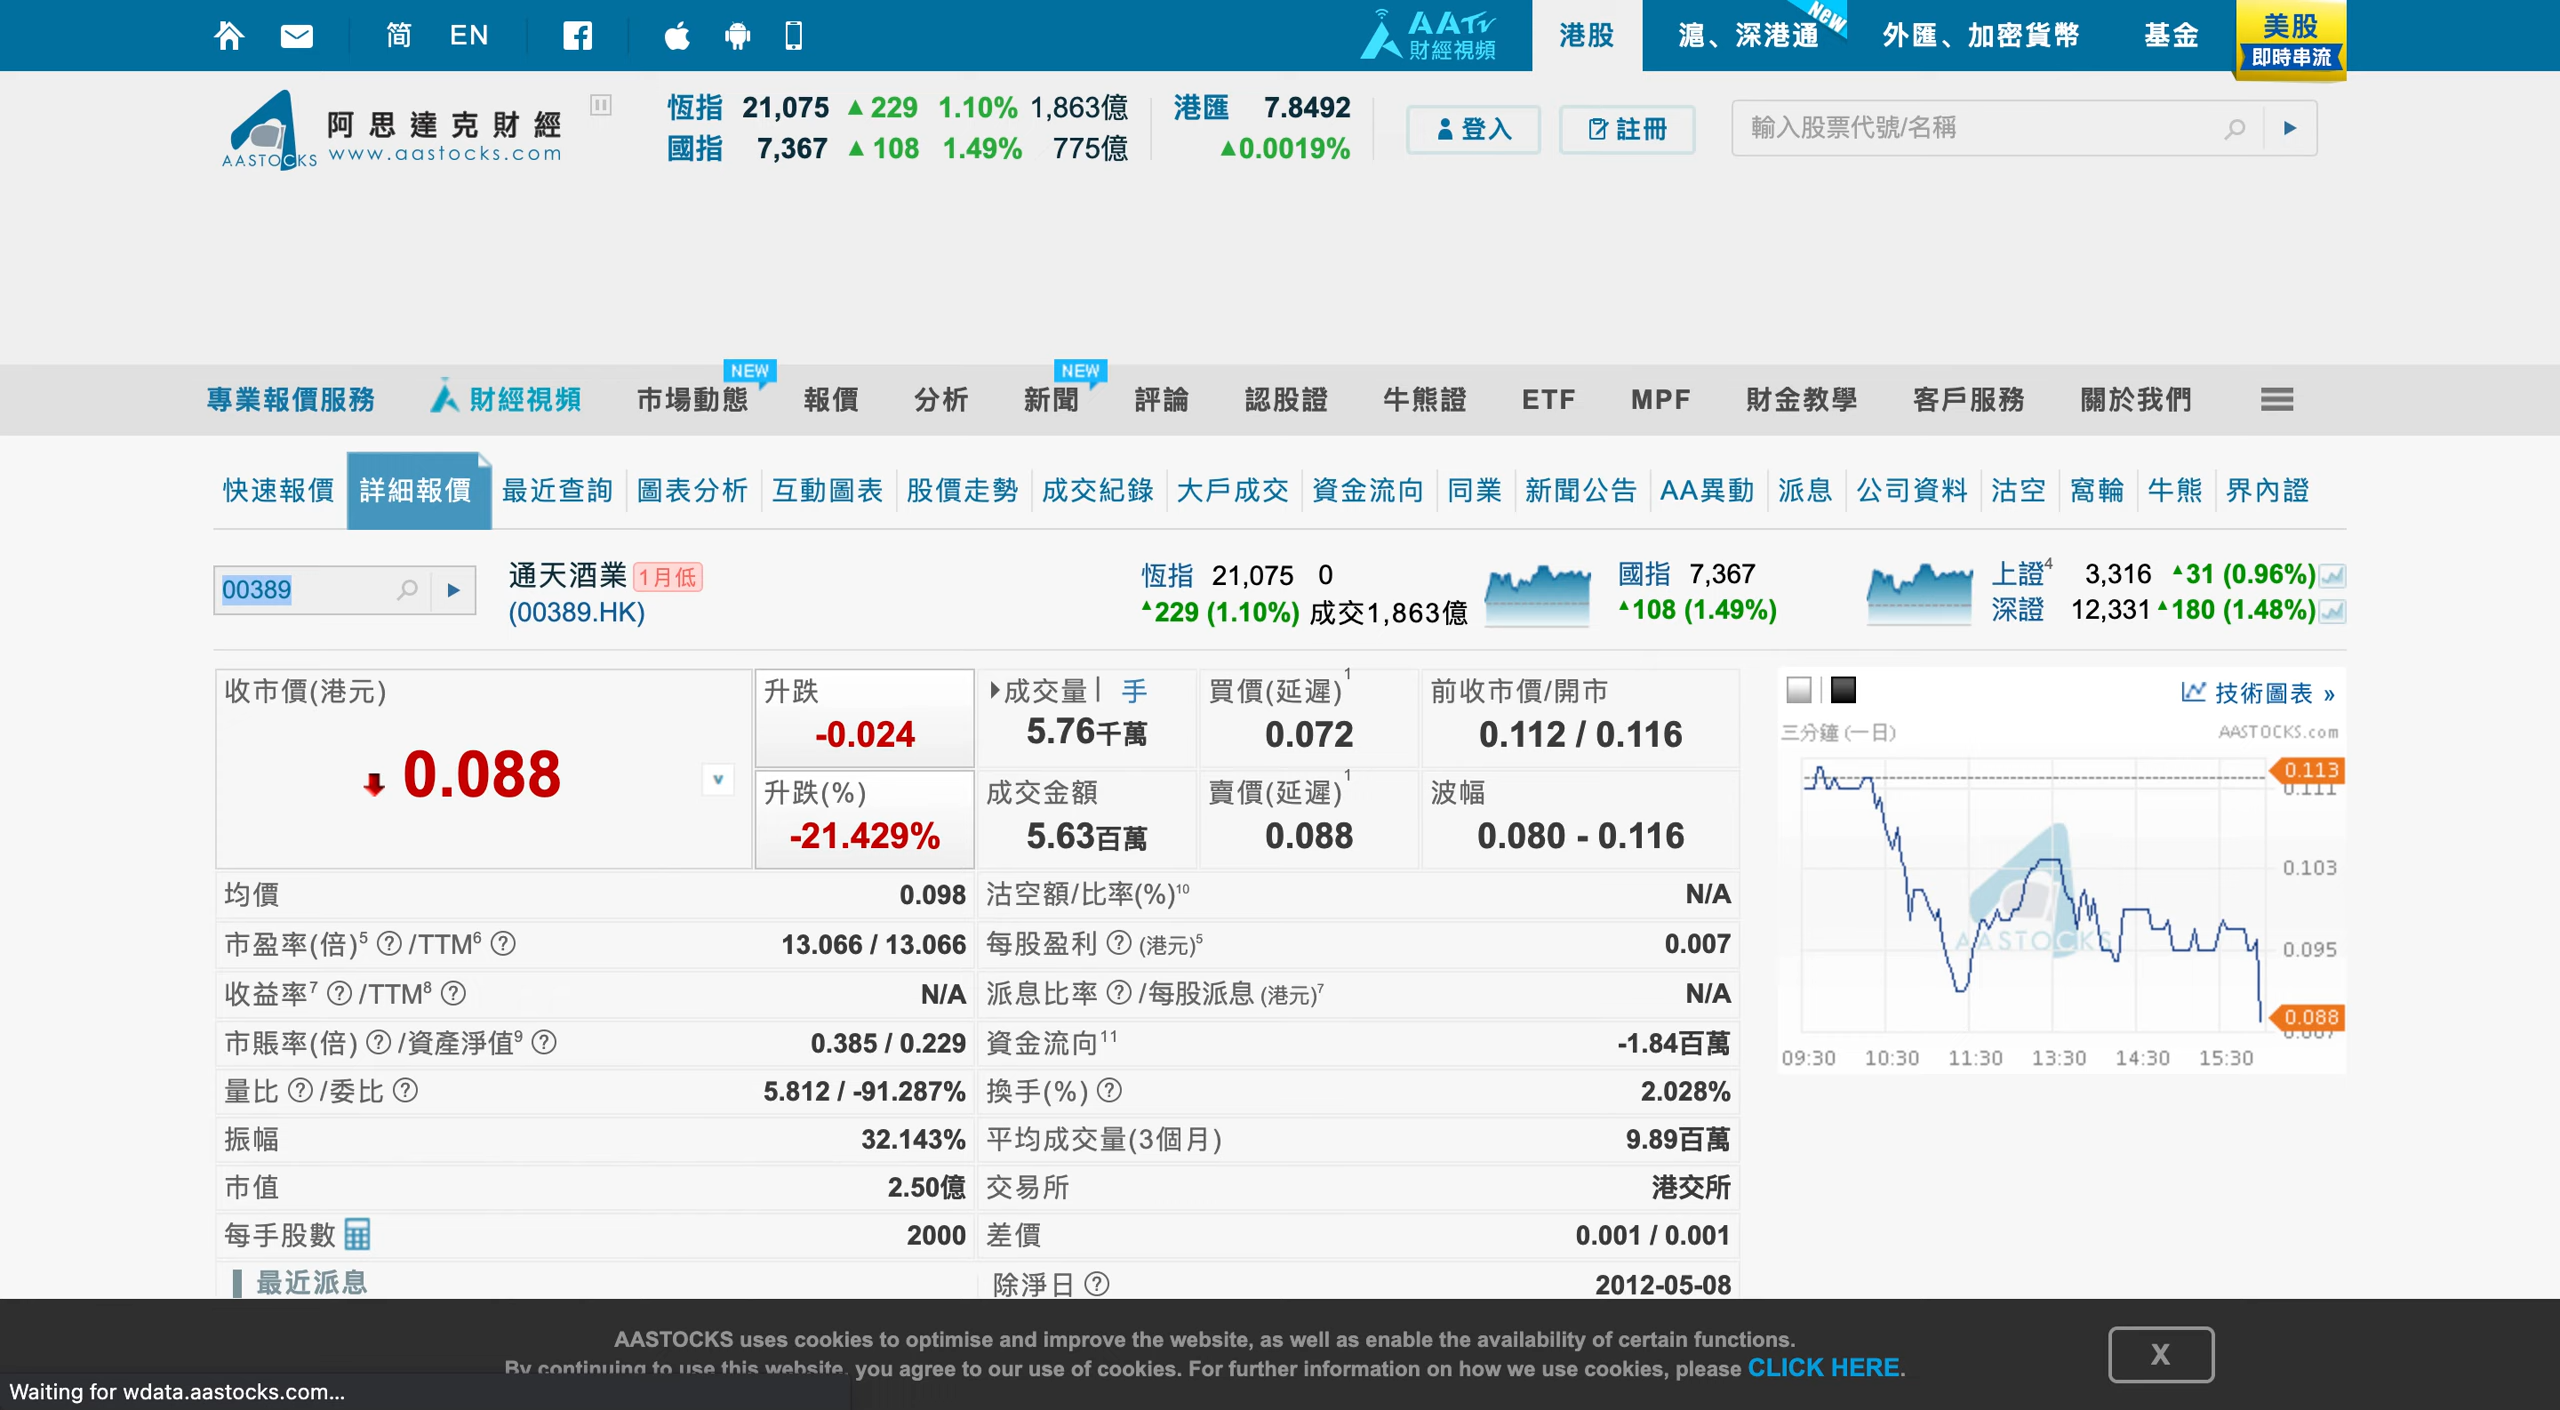 简 EN
AATV 財經視頻
港股
滬、深港通 New
外匯、加密貨幣
基金
美股
即時串流
AASTOCKS
阿思達克財經
www.aastocks.com
恆指 21,075 ▲229 1.10% 1,863億
國指 7,367 ▲108 1.49% 775億
港匯 7.8492
▲0.0019%
登入
註冊
輸入股票代號/名稱
專業報價服務 財經視頻 市場動態 NEW 報價 分析 新聞 NEW 評論 認股證 牛熊證 ETF MPF 財金教學 客戶服務 關於我們
快速報價 詳細報價 最近查詢 圖表分析 互動圖表 股價走勢 成交紀錄 大戶成交 資金流向 同業 新聞公告 AA異動 派息 公司資料 沽空 窩輪 牛熊 界內證
00389
通天酒業 1月低
(00389.HK)
恆指 21,075 0
▲229 (1.10%) 成交1,863億
國指 7,367
▲108 (1.49%)
上證4 3,316 ▲31 (0.96%)
深證 12,331 ▲180 (1.48%)
收市價(港元)
0.088
升跌
-0.024
升跌(%)
-21.429%
成交量| 手
5.76千萬
成交金額
5.63百萬
買價(延遲)1
0.072
賣價(延遲)1
0.088
前收市價/開市
0.112 / 0.116
波幅
0.080 - 0.116
均價 0.098
沽空額/比率(%)10 N/A
市盈率(倍)5 ? /TTM6 ? 13.066 / 13.066
每股盈利 ? (港元)5 0.007
收益率7 ? /TTM8 ? N/A
派息比率 ? /每股派息 (港元)7 N/A
市賬率(倍) ? /資產淨值9 ? 0.385 / 0.229
資金流向11 -1.84百萬
量比 ? /委比 ? 5.812 / -91.287%
換手(%) ? 2.028%
振幅 32.143%
平均成交量(3個月) 9.89百萬
市值 2.50億
交易所 港交所
每手股數 2000
差價 0.001 / 0.001
最近派息
除淨日 ? 2012-05-08
技術圖表 »
三分鐘 (一日) AASTOCKS.com
0.113
0.111
0.103
AASTOCKS
0.095
0.088
09:30 10:30 11:30 13:30 14:30 15:30
AASTOCKS uses cookies to optimise and improve the website, as well as enable the availability of certain functions.
By continuing to use this website, you agree to our use of cookies. For further information on how we use cookies, please CLICK HERE.
X
Waiting for wdata.aastocks.com...